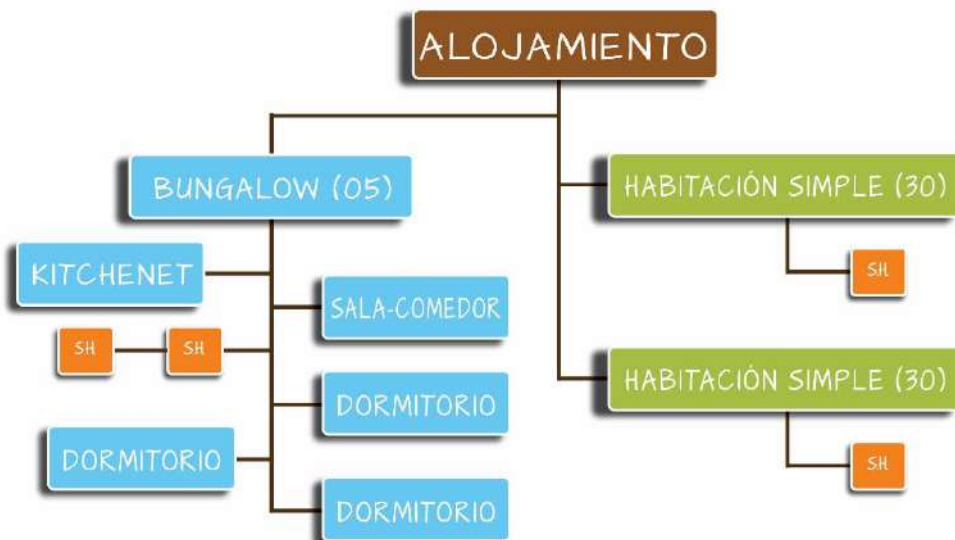 ALOJAMIENTO
BUNGALOW (05)
HABITACIÓN SIMPLE (30)
KITCHENET
SH
SALA-COMEDOR
SH
SH
DORMITORIO
HABITACIÓN SIMPLE (30)
DORMITORIO
SH
DORMITORIO